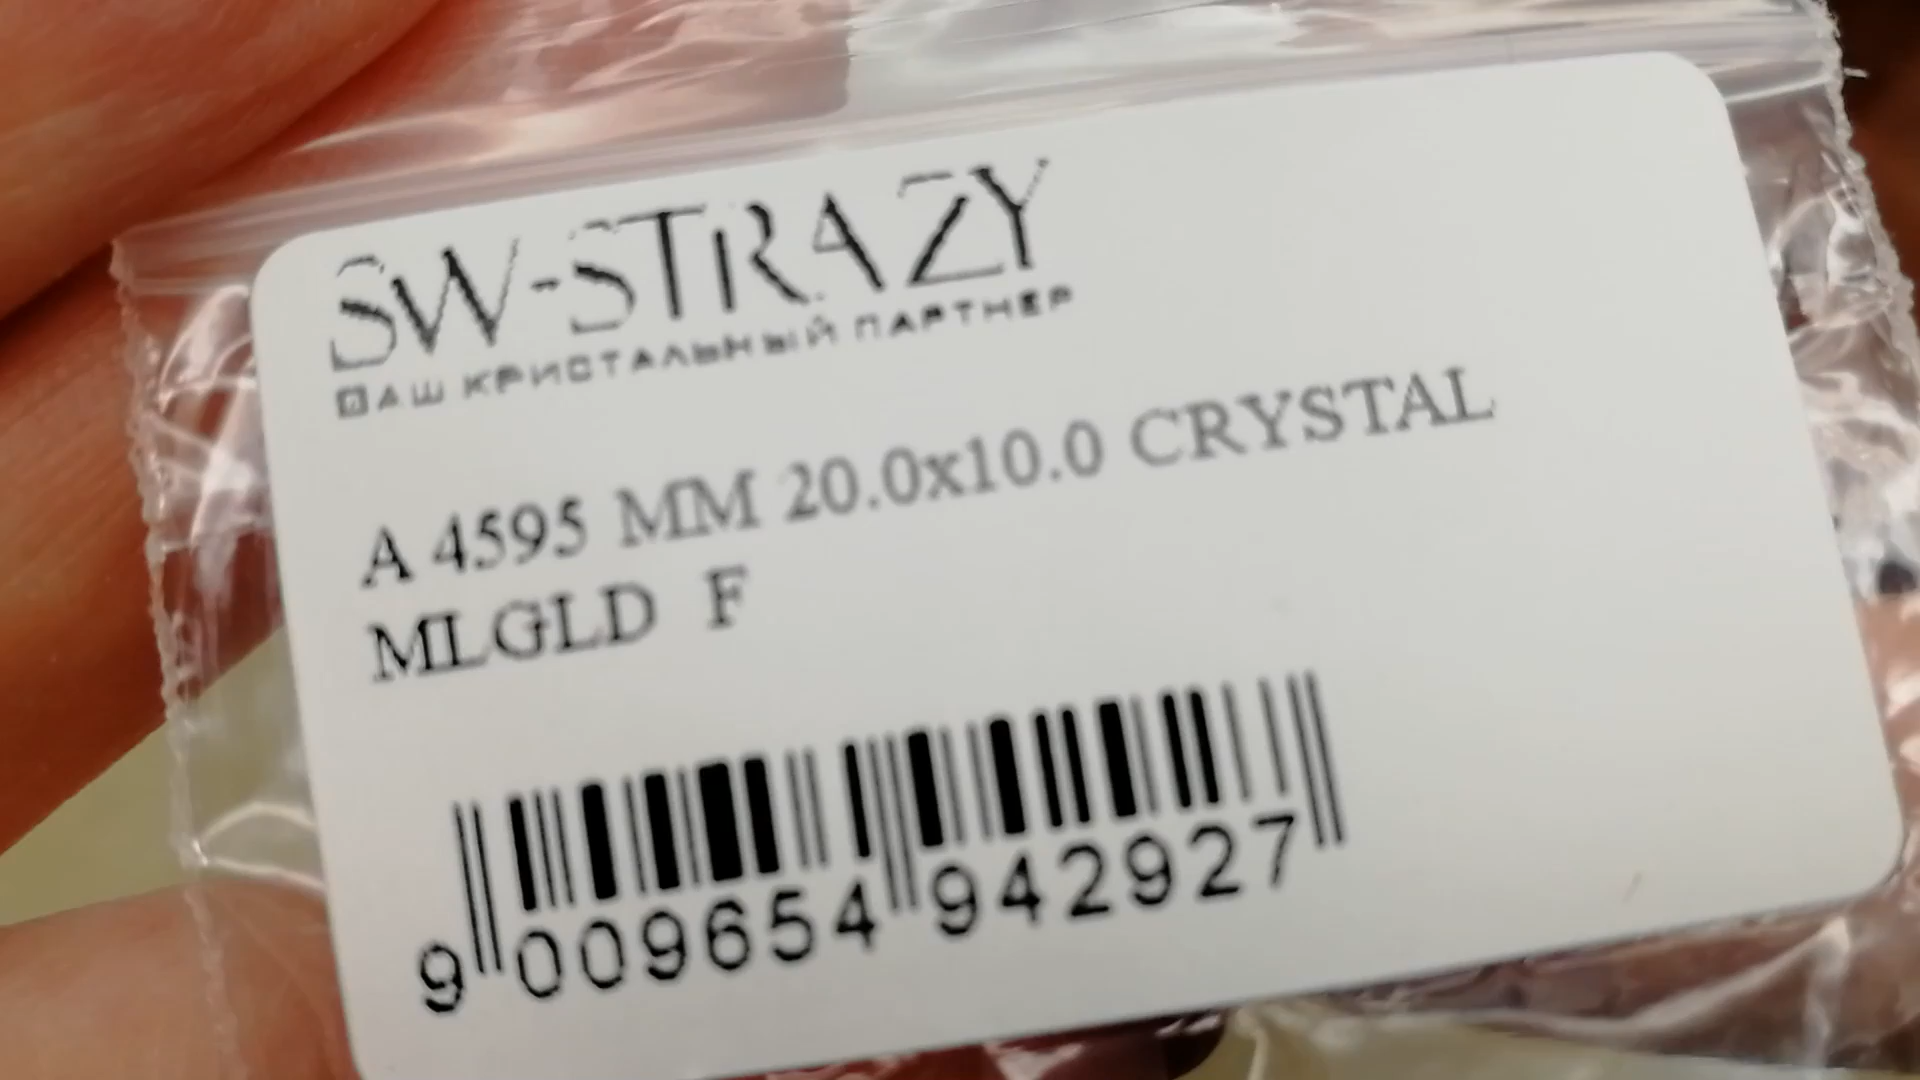 SW-STRAZY
ВАШ КРИСТАЛЬНЫЙ ПАРТНЕР
A 4595 MM 20.0x10.0 CRYSTAL
MLGLD F
9 009654 942927